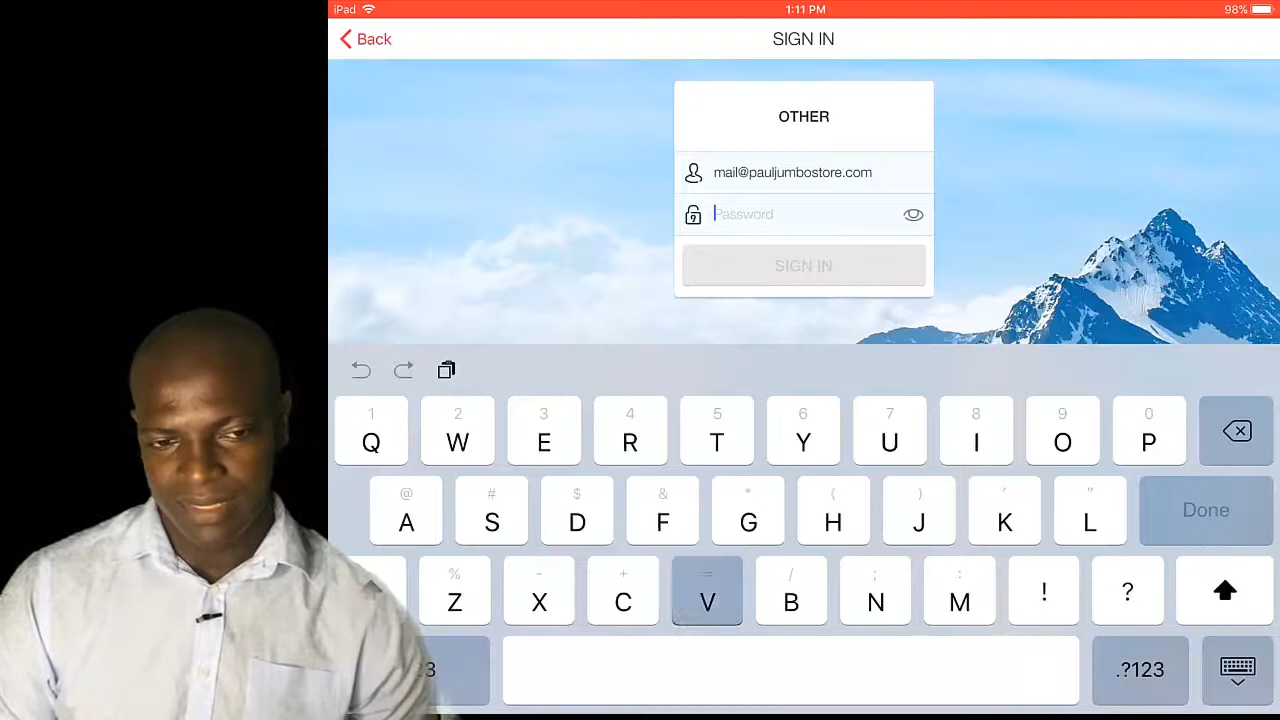 iPad 1:11 PM 98%
Back SIGN IN
OTHER
mail@pauljumbostore.com
Password
SIGN IN
1 2 3 4 5 6 7 8 9 0
Q W E R T Y U I O P
@ # $ & * ( ) ' "
A S D F G H J K L Done
% - + = / ; :
Z X C V B N M ! ?
23 .?123